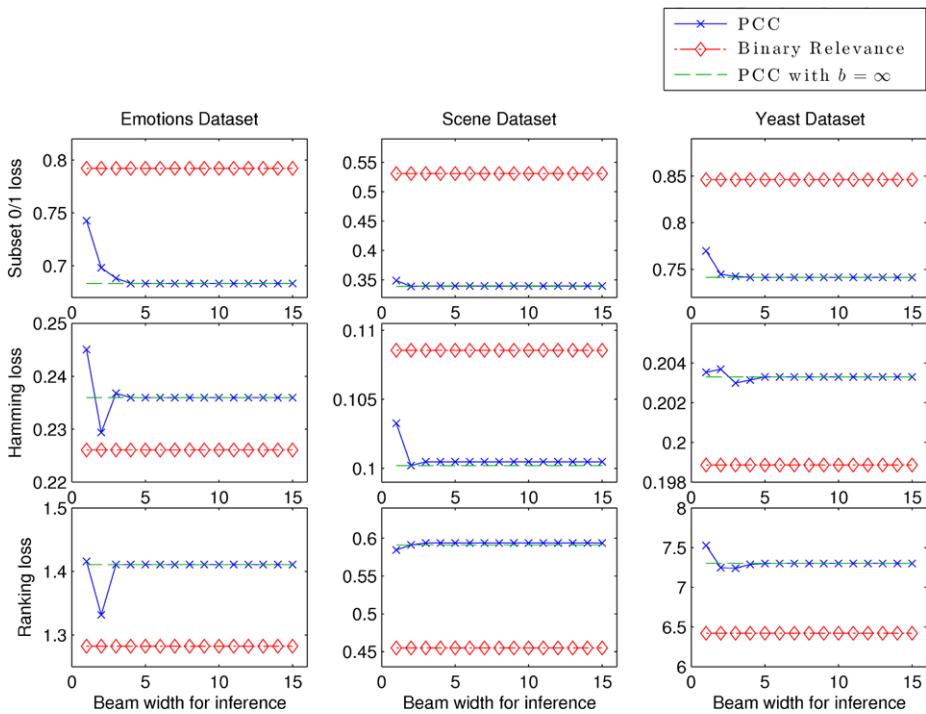 PCC
Binary Relevance
PCC with b = ∞
Emotions Dataset
Scene Dataset
Yeast Dataset
Subset 0/1 loss
0.8
0.75
0.7
0 5 10 15
0.55
0.5
0.45
0.4
0.35
0 5 10 15
0.85
0.8
0.75
0 5 10 15
Hamming loss
0.25
0.24
0.23
0.22
0 5 10 15
0.11
0.105
0.1
0 5 10 15
0.204
0.202
0.2
0.198
0 5 10 15
Ranking loss
1.5
1.4
1.3
0 5 10 15
Beam width for inference
0.6
0.55
0.5
0.45
0 5 10 15
Beam width for inference
8
7.5
7
6.5
6
0 5 10 15
Beam width for inference